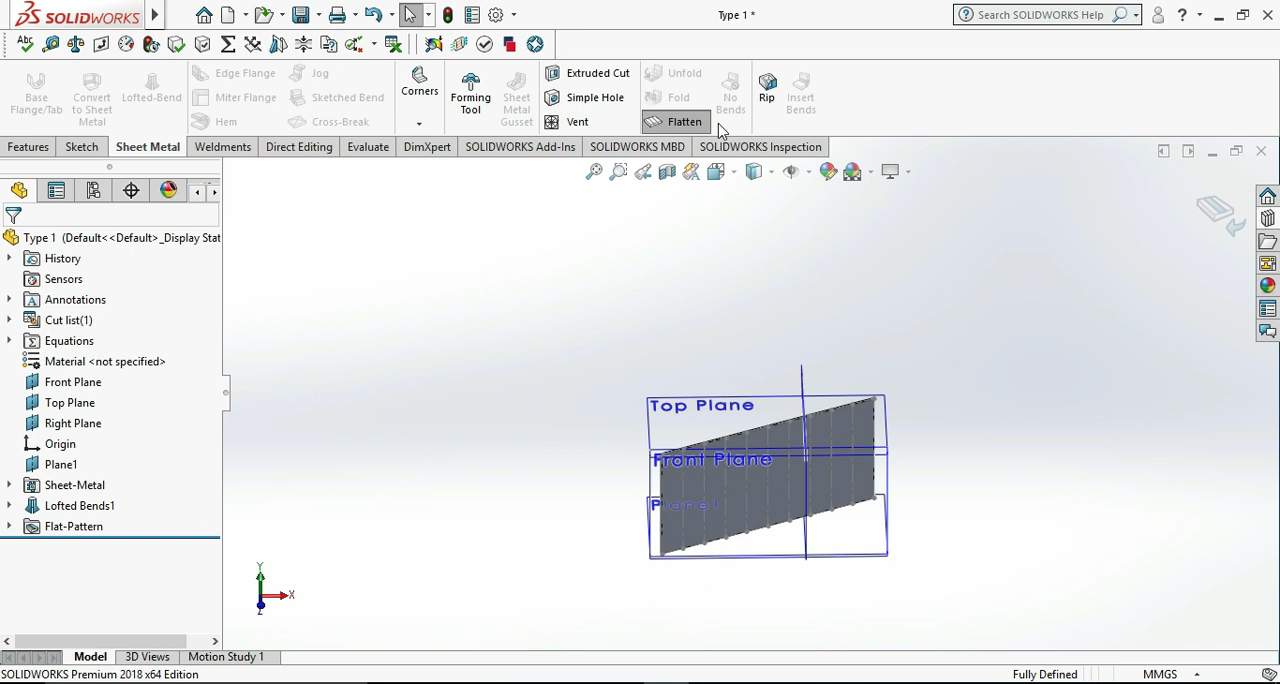 SOLIDWORKS
Type 1 *
Search SOLIDWORKS Help
?
Abc
Base
Flange/Tab
Convert
to Sheet
Metal
Lofted-Bend
Edge Flange
Miter Flange
Hem
Jog
Sketched Bend
Cross-Break
Corners
Forming
Tool
Sheet
Metal
Gusset
Extruded Cut
Simple Hole
Vent
Unfold
Fold
Flatten
No
Bends
Rip
Insert
Bends
Features
Sketch
Sheet Metal
Weldments
Direct Editing
Evaluate
DimXpert
SOLIDWORKS Add-Ins
SOLIDWORKS MBD
SOLIDWORKS Inspection
Type 1 (Default<<Default>_Display Stat
History
Sensors
Annotations
Cut list(1)
Equations
Material <not specified>
Front Plane
Top Plane
Right Plane
Origin
Plane1
Sheet-Metal
Lofted Bends1
Flat-Pattern
Top Plane
Front Plane
Plane1
Y
X
Z
Model
3D Views
Motion Study 1
SOLIDWORKS Premium 2018 x64 Edition
Fully Defined
MMGS